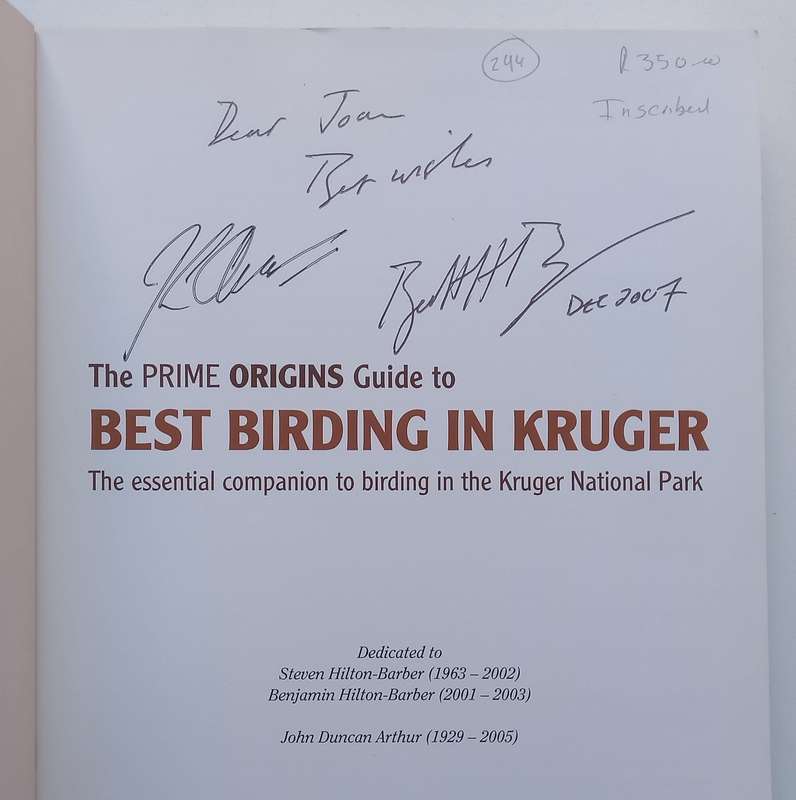 294
R350.00
Inscribed
Dear Joan
Best wishes
DEC 2007
The PRIME ORIGINS Guide to
BEST BIRDING IN KRUGER
The essential companion to birding in the Kruger National Park
Dedicated to
Steven Hilton-Barber (1963 – 2002)
Benjamin Hilton-Barber (2001 – 2003)
John Duncan Arthur (1929 – 2005)